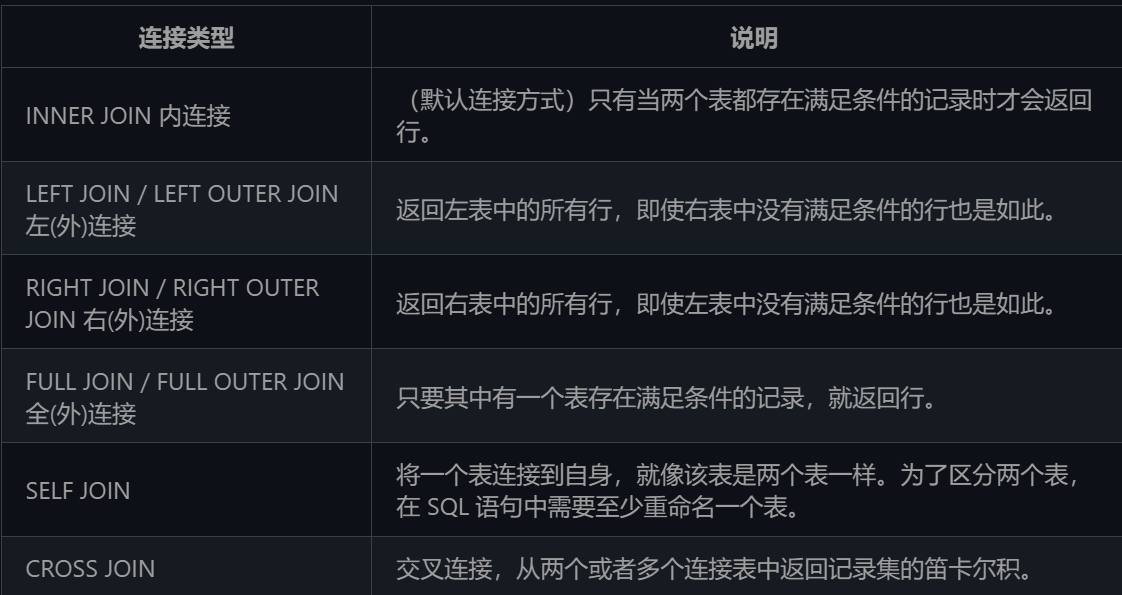 连接类型
说明
INNER JOIN 内连接
（默认连接方式）只有当两个表都存在满足条件的记录时才会返回
行。
LEFT JOIN / LEFT OUTER JOIN
左(外)连接
返回左表中的所有行，即使右表中没有满足条件的行也是如此。
RIGHT JOIN / RIGHT OUTER
JOIN 右(外)连接
返回右表中的所有行，即使左表中没有满足条件的行也是如此。
FULL JOIN / FULL OUTER JOIN
全(外)连接
只要其中有一个表存在满足条件的记录，就返回行。
SELF JOIN
将一个表连接到自身，就像该表是两个表一样。为了区分两个表，
在 SQL 语句中需要至少重命名一个表。
CROSS JOIN
交叉连接，从两个或者多个连接表中返回记录集的笛卡尔积。